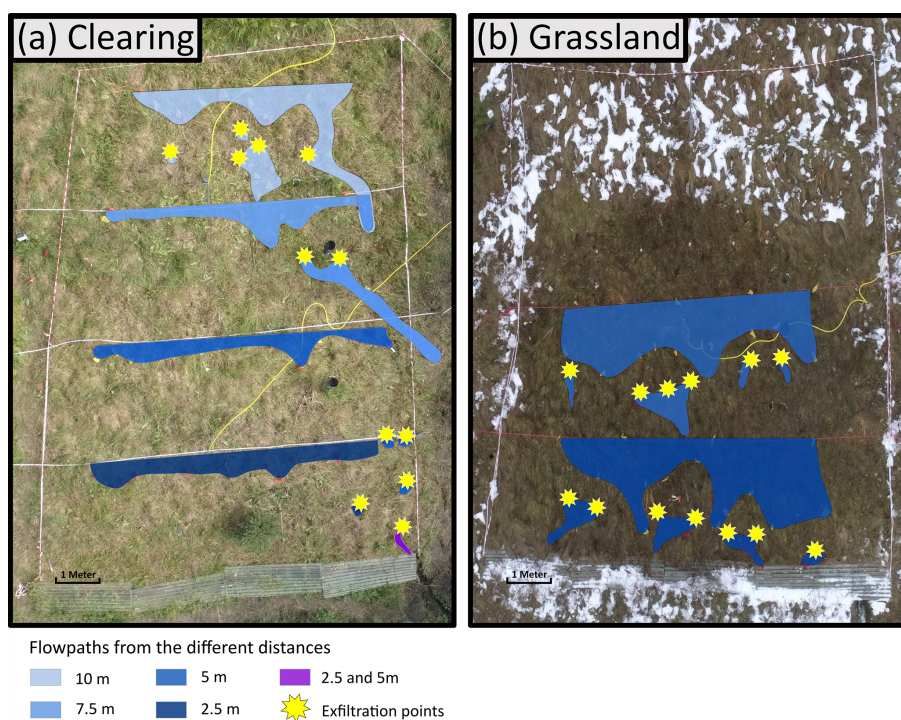 (a) Clearing
(b) Grassland
1 Meter
1 Meter
Flowpaths from the different distances
10 m
5 m
2.5 and 5m
7.5 m
2.5 m
Exfiltration points